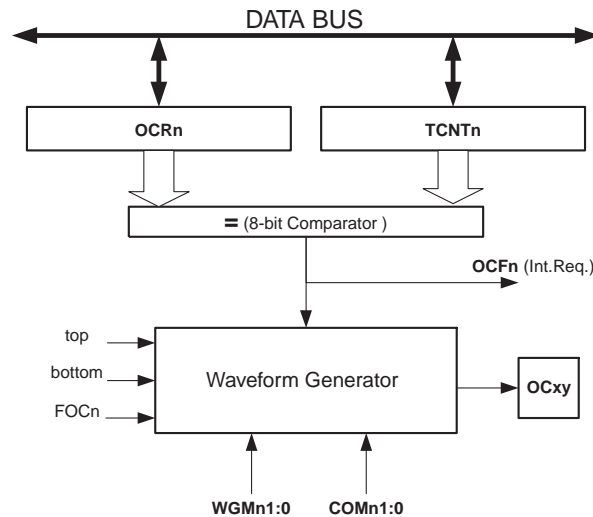 DATA BUS
OCRn
TCNTn
= (8-bit Comparator )
OCFn (Int.Req.)
top
bottom
FOCn
Waveform Generator
OCxy
WGMn1:0
COMn1:0